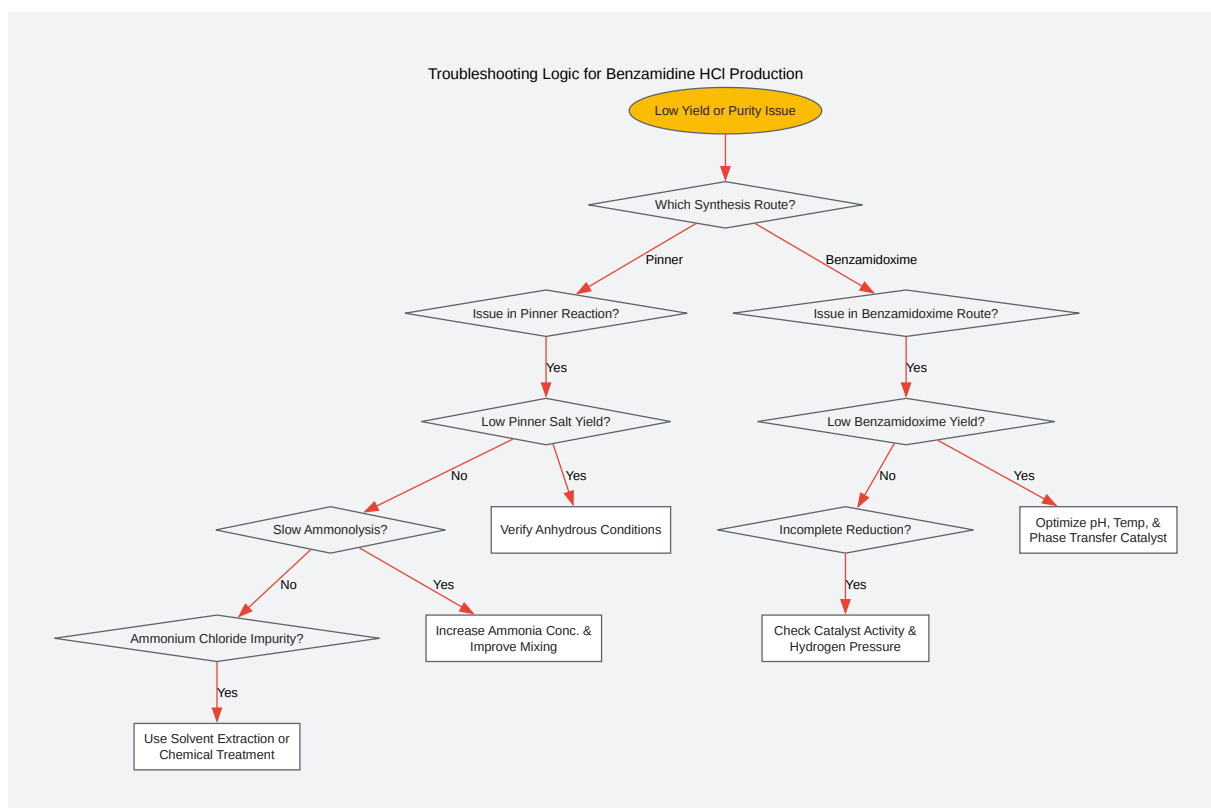 Troubleshooting Logic for Benzamidine HCl Production
Low Yield or Purity Issue
Which Synthesis Route?
Pinner
Benzamidoxime
Issue in Pinner Reaction?
Issue in Benzamidoxime Route?
Yes
Yes
Low Pinner Salt Yield?
Low Benzamidoxime Yield?
No
Yes
No
Yes
Slow Ammonolysis?
Verify Anhydrous Conditions
Incomplete Reduction?
Optimize pH, Temp, &
Phase Transfer Catalyst
No
Yes
Yes
Ammonium Chloride Impurity?
Increase Ammonia Conc. &
Improve Mixing
Check Catalyst Activity &
Hydrogen Pressure
Yes
Use Solvent Extraction or
Chemical Treatment